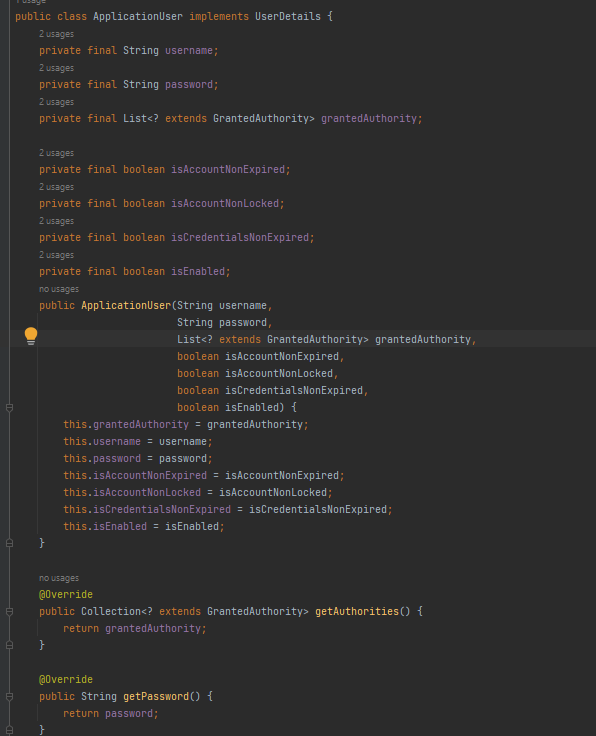 1 usage
public class ApplicationUser implements UserDetails {
2 usages
private final String username;
2 usages
private final String password;
2 usages
private final List<? extends GrantedAuthority> grantedAuthority;
2 usages
private final boolean isAccountNonExpired;
2 usages
private final boolean isAccountNonLocked;
2 usages
private final boolean isCredentialsNonExpired;
2 usages
private final boolean isEnabled;
no usages
public ApplicationUser(String username,
String password,
List<? extends GrantedAuthority> grantedAuthority,
boolean isAccountNonExpired,
boolean isAccountNonLocked,
boolean isCredentialsNonExpired,
boolean isEnabled) {
this.grantedAuthority = grantedAuthority;
this.username = username;
this.password = password;
this.isAccountNonExpired = isAccountNonExpired;
this.isAccountNonLocked = isAccountNonLocked;
this.isCredentialsNonExpired = isCredentialsNonExpired;
this.isEnabled = isEnabled;
}
no usages
@Override
public Collection<? extends GrantedAuthority> getAuthorities() {
return grantedAuthority;
}
@Override
public String getPassword() {
return password;
}